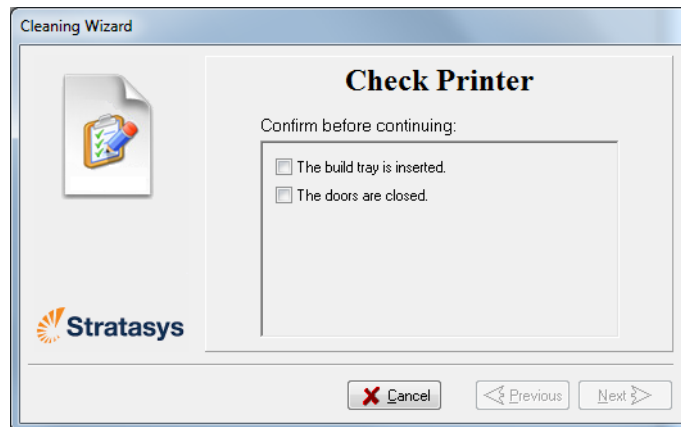 Cleaning Wizard
Check Printer
Confirm before continuing:
The build tray is inserted.
The doors are closed.
Stratasys
Cancel
Previous
Next